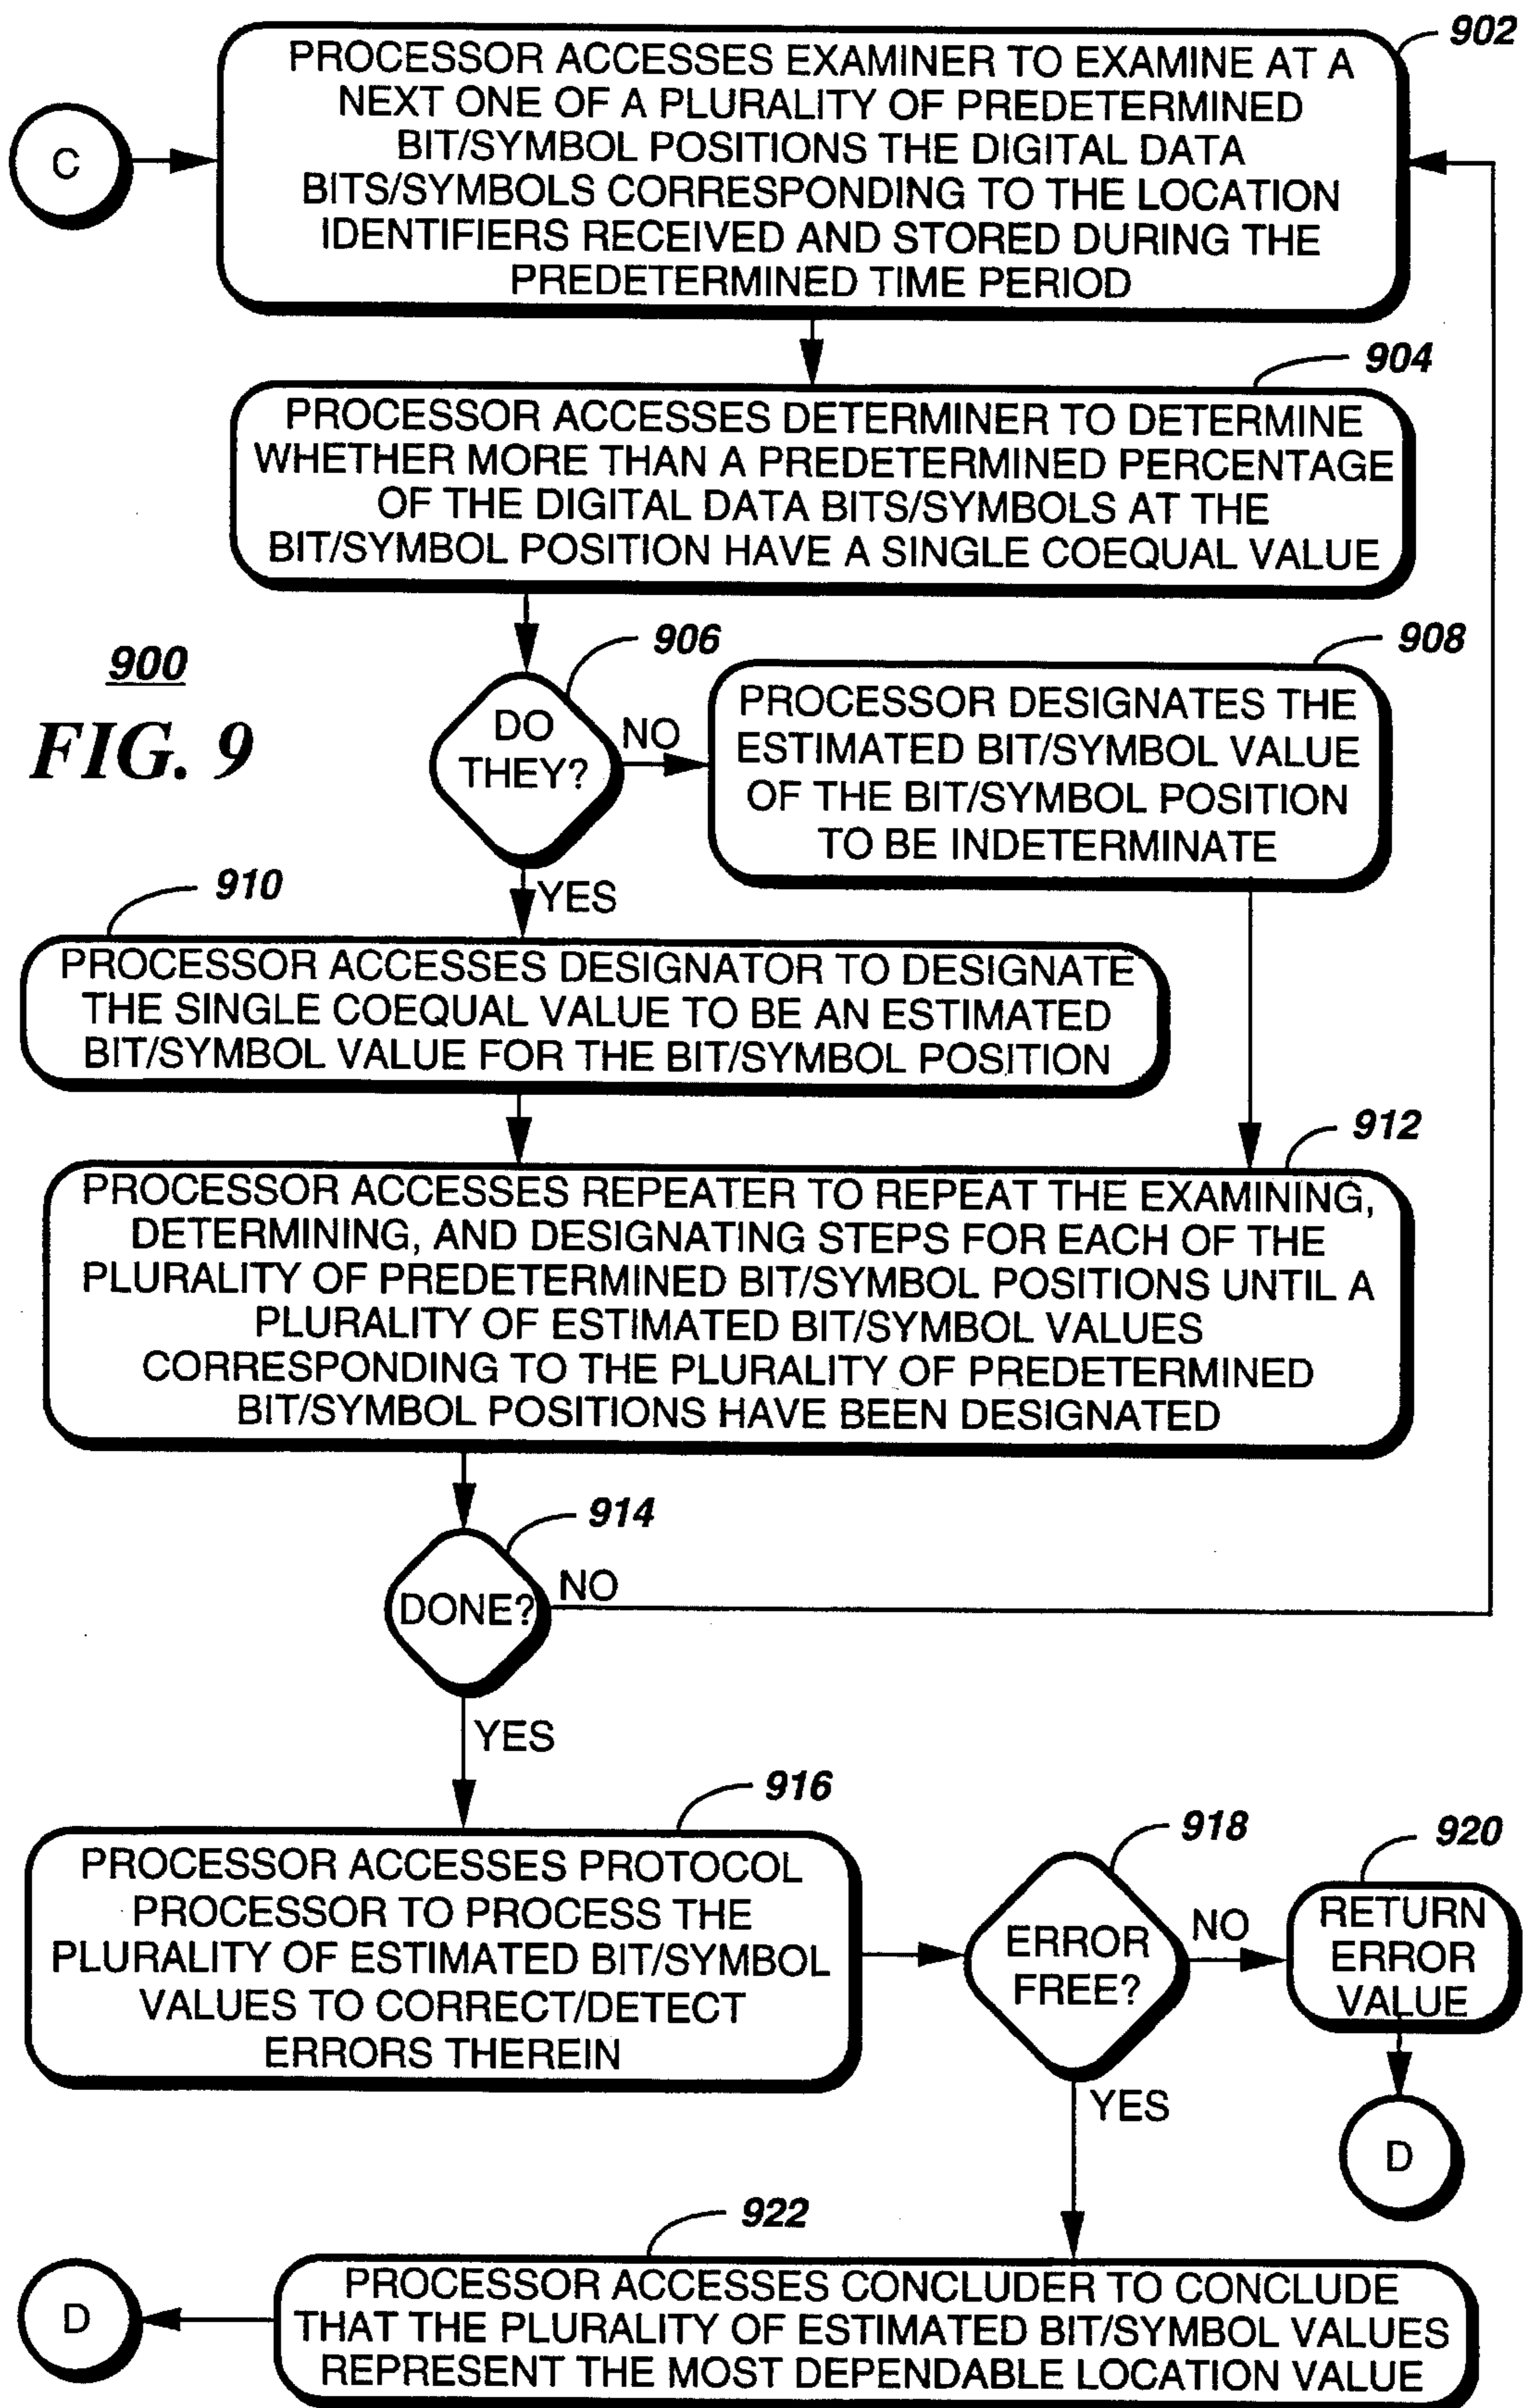 902
PROCESSOR ACCESSES EXAMINER TO EXAMINE AT A
NEXT ONE OF A PLURALITY OF PREDETERMINED
BIT/SYMBOL POSITIONS THE DIGITAL DATA
BITS/SYMBOLS CORRESPONDING TO THE LOCATION
IDENTIFIERS RECEIVED AND STORED DURING THE
PREDETERMINED TIME PERIOD
C
904
PROCESSOR ACCESSES DETERMINER TO DETERMINE
WHETHER MORE THAN A PREDETERMINED PERCENTAGE
OF THE DIGITAL DATA BITS/SYMBOLS AT THE
BIT/SYMBOL POSITION HAVE A SINGLE COEQUAL VALUE
900
FIG. 9
906
DO
THEY?
NO
YES
908
PROCESSOR DESIGNATES THE
ESTIMATED BIT/SYMBOL VALUE
OF THE BIT/SYMBOL POSITION
TO BE INDETERMINATE
910
PROCESSOR ACCESSES DESIGNATOR TO DESIGNATE
THE SINGLE COEQUAL VALUE TO BE AN ESTIMATED
BIT/SYMBOL VALUE FOR THE BIT/SYMBOL POSITION
912
PROCESSOR ACCESSES REPEATER TO REPEAT THE EXAMINING,
DETERMINING, AND DESIGNATING STEPS FOR EACH OF THE
PLURALITY OF PREDETERMINED BIT/SYMBOL POSITIONS UNTIL A
PLURALITY OF ESTIMATED BIT/SYMBOL VALUES
CORRESPONDING TO THE PLURALITY OF PREDETERMINED
BIT/SYMBOL POSITIONS HAVE BEEN DESIGNATED
914
DONE?
NO
YES
916
PROCESSOR ACCESSES PROTOCOL
PROCESSOR TO PROCESS THE
PLURALITY OF ESTIMATED BIT/SYMBOL
VALUES TO CORRECT/DETECT
ERRORS THEREIN
918
ERROR
FREE?
NO
YES
920
RETURN
ERROR
VALUE
D
922
PROCESSOR ACCESSES CONCLUDER TO CONCLUDE
THAT THE PLURALITY OF ESTIMATED BIT/SYMBOL VALUES
REPRESENT THE MOST DEPENDABLE LOCATION VALUE
D